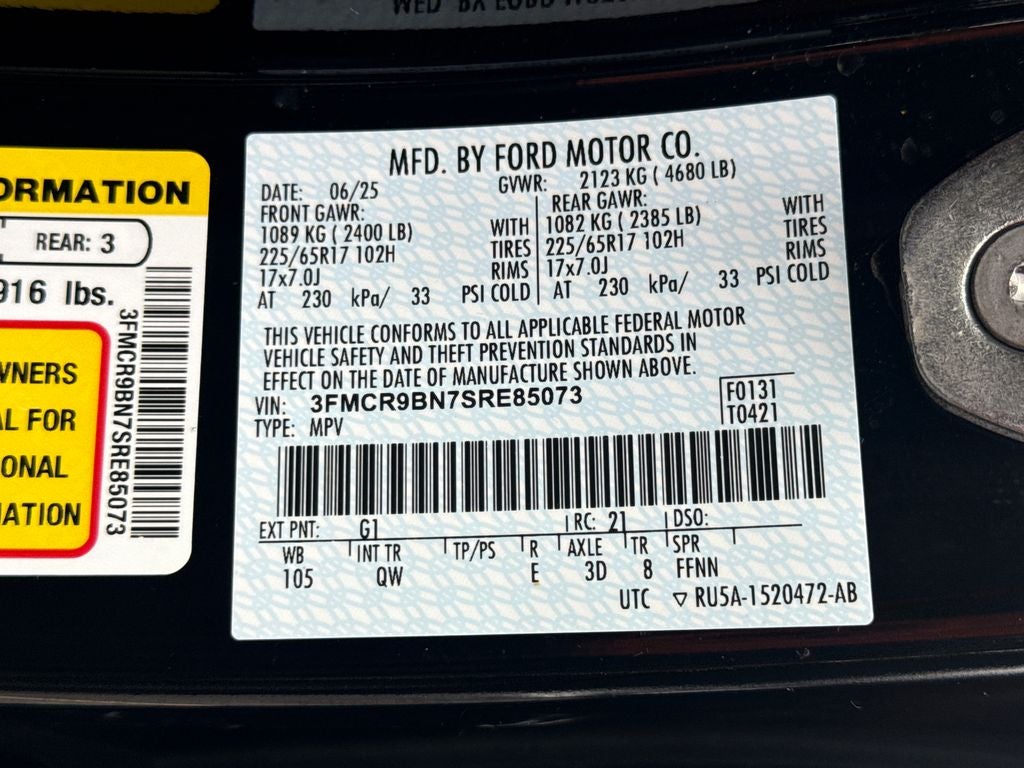 ORMATION
REAR: 3
916 lbs.
WNERS
AL FOR
ONAL
MATION
3FMCR9BN7SRE85073
MFD. BY FORD MOTOR CO.
DATE: 06/25 GVWR: 2123 KG ( 4680 LB)
FRONT GAWR: REAR GAWR:
1089 KG ( 2400 LB) WITH 1082 KG ( 2385 LB) WITH
225/65R17 102H TIRES 225/65R17 102H TIRES
17x7.0J RIMS 17x7.0J RIMS
AT 230 kPa/ 33 PSI COLD AT 230 kPa/ 33 PSI COLD
THIS VEHICLE CONFORMS TO ALL APPLICABLE FEDERAL MOTOR
VEHICLE SAFETY AND THEFT PREVENTION STANDARDS IN
EFFECT ON THE DATE OF MANUFACTURE SHOWN ABOVE.
VIN: 3FMCR9BN7SRE85073 F0131
TYPE: MPV T0421
EXT PNT: G1 RC: 21 DSO:
WB INT TR TP/PS R AXLE TR SPR
105 QW E 3D 8 FFNN
UTC ▽ RU5A-1520472-AB